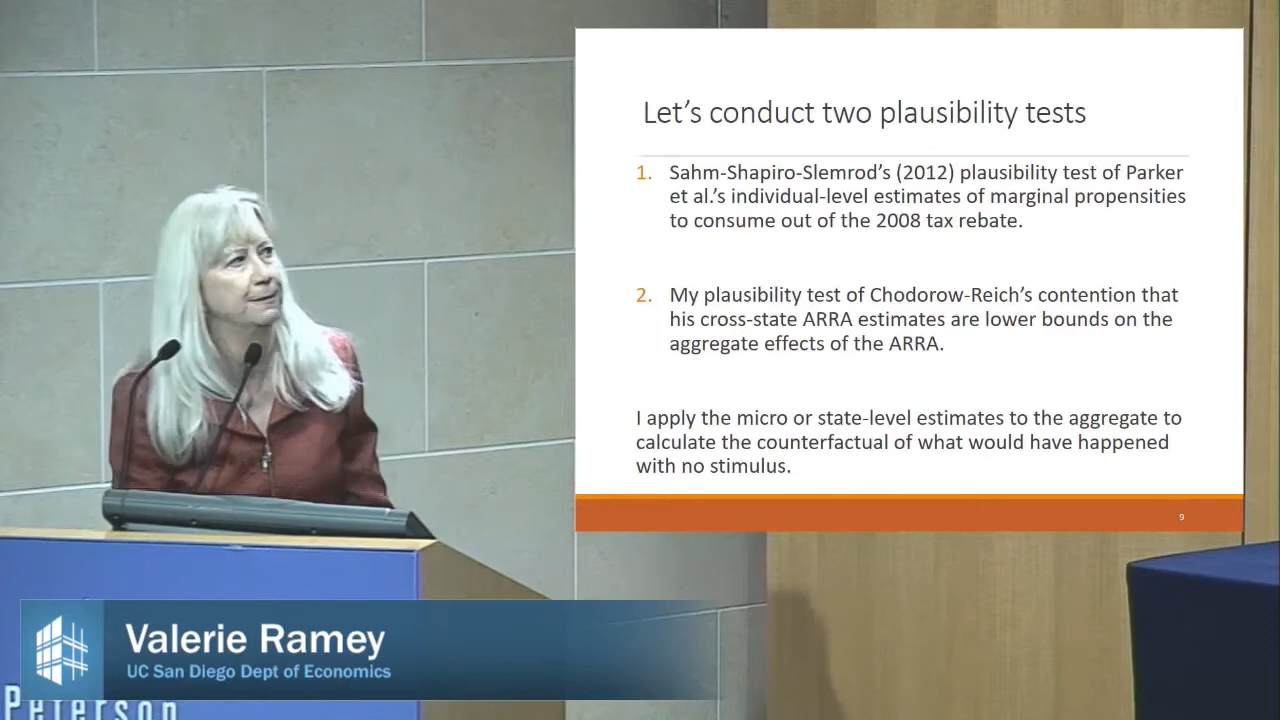 Let’s conduct two plausibility tests
1. Sahm-Shapiro-Slemrod’s (2012) plausibility test of Parker
et al.’s individual-level estimates of marginal propensities
to consume out of the 2008 tax rebate.
2. My plausibility test of Chodorow-Reich’s contention that
his cross-state ARRA estimates are lower bounds on the
aggregate effects of the ARRA.
I apply the micro or state-level estimates to the aggregate to
calculate the counterfactual of what would have happened
with no stimulus.
9
Valerie Ramey
UC San Diego Dept of Economics
Peterson